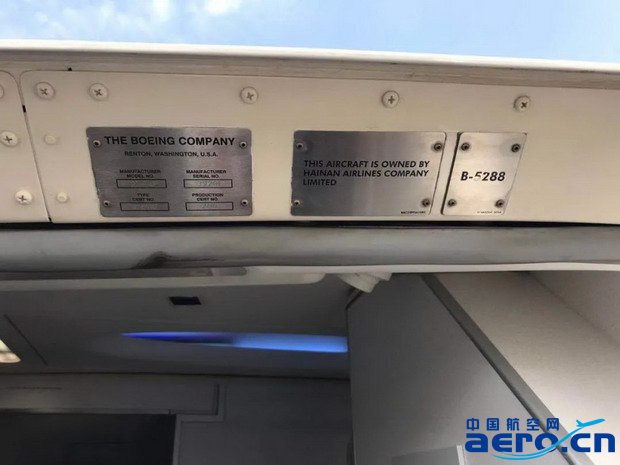 THE BOEING COMPANY
RENTON, WASHINGTON, U.S.A.
MANUFACTURER
MODEL NO.
MANUFACTURER
SERIAL NO.
TYPE
CERT NO.
PRODUCTION
CERT NO.
THIS AIRCRAFT IS OWNED BY
HAINAN AIRLINES COMPANY
LIMITED
B-5288
中国航空网
aero.cn